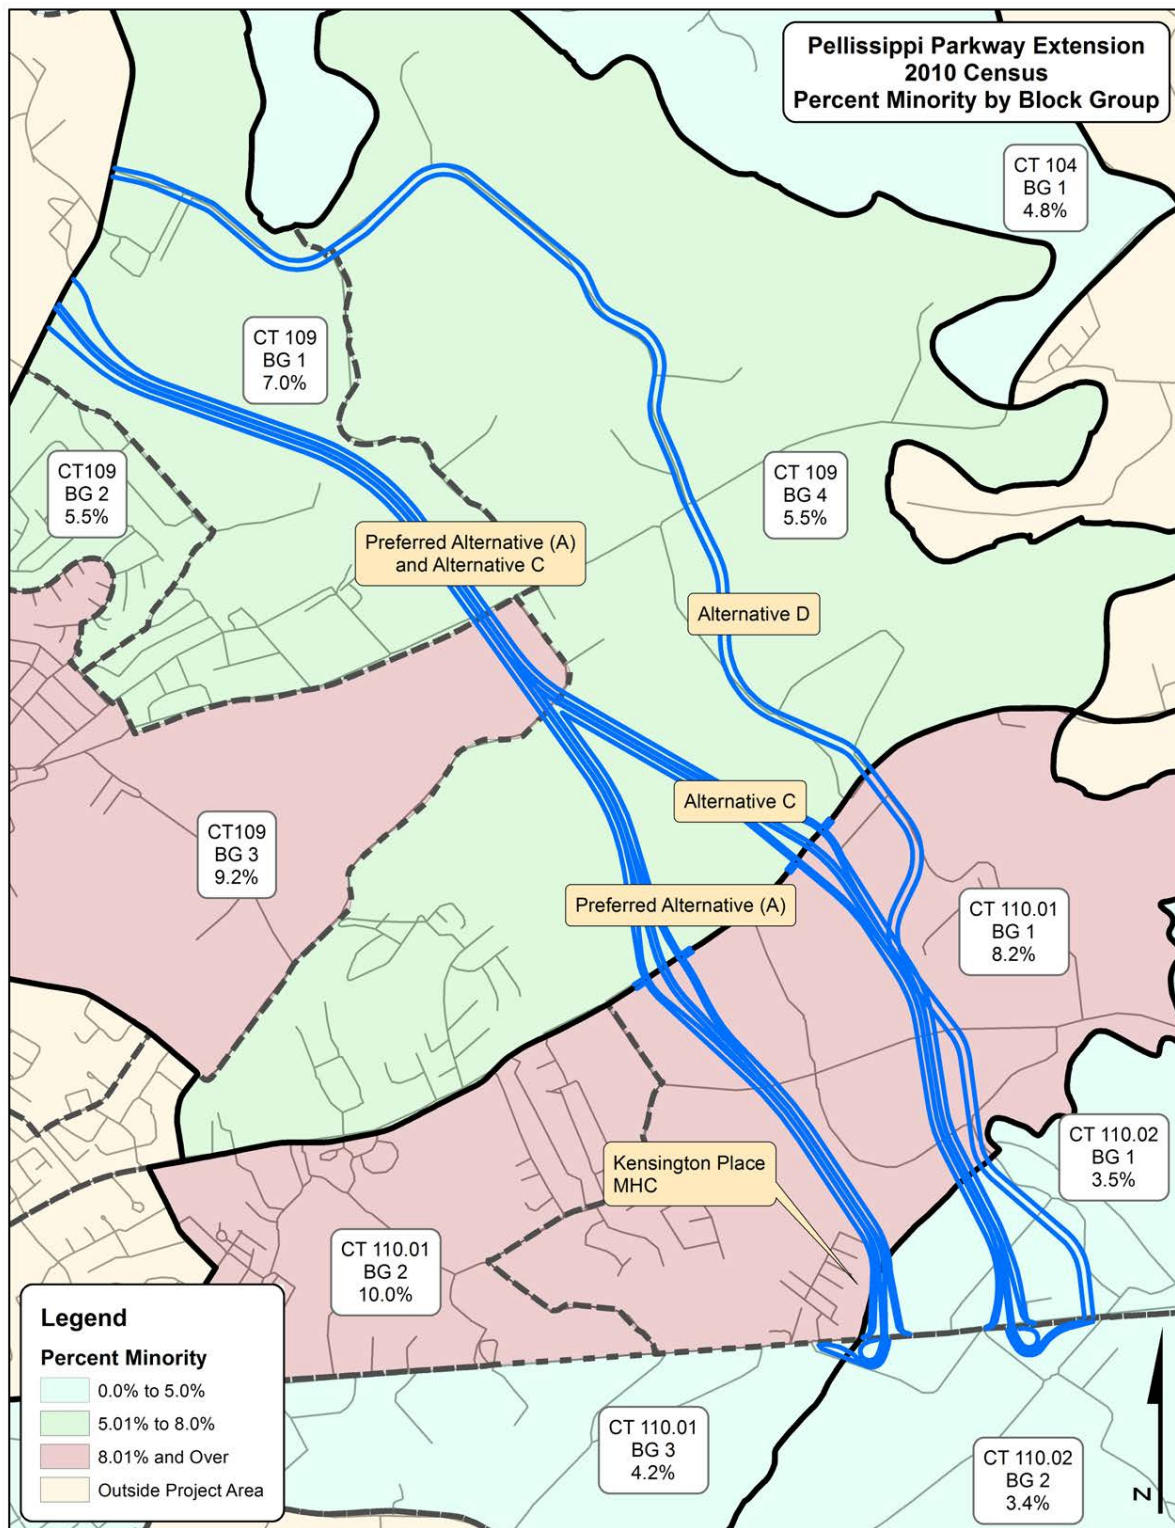 Pellissippi Parkway Extension
2010 Census
Percent Minority by Block Group
CT 104
BG 1
4.8%
CT 109
BG 1
7.0%
CT109
BG 2
5.5%
CT 109
BG 4
5.5%
Preferred Alternative (A)
and Alternative C
Alternative D
Alternative C
CT109
BG 3
9.2%
Preferred Alternative (A)
CT 110.01
BG 1
8.2%
Kensington Place
MHC
CT 110.02
BG 1
3.5%
CT 110.01
BG 2
10.0%
CT 110.01
BG 3
4.2%
CT 110.02
BG 2
3.4%
Legend
Percent Minority
0.0% to 5.0%
5.01% to 8.0%
8.01% and Over
Outside Project Area
N